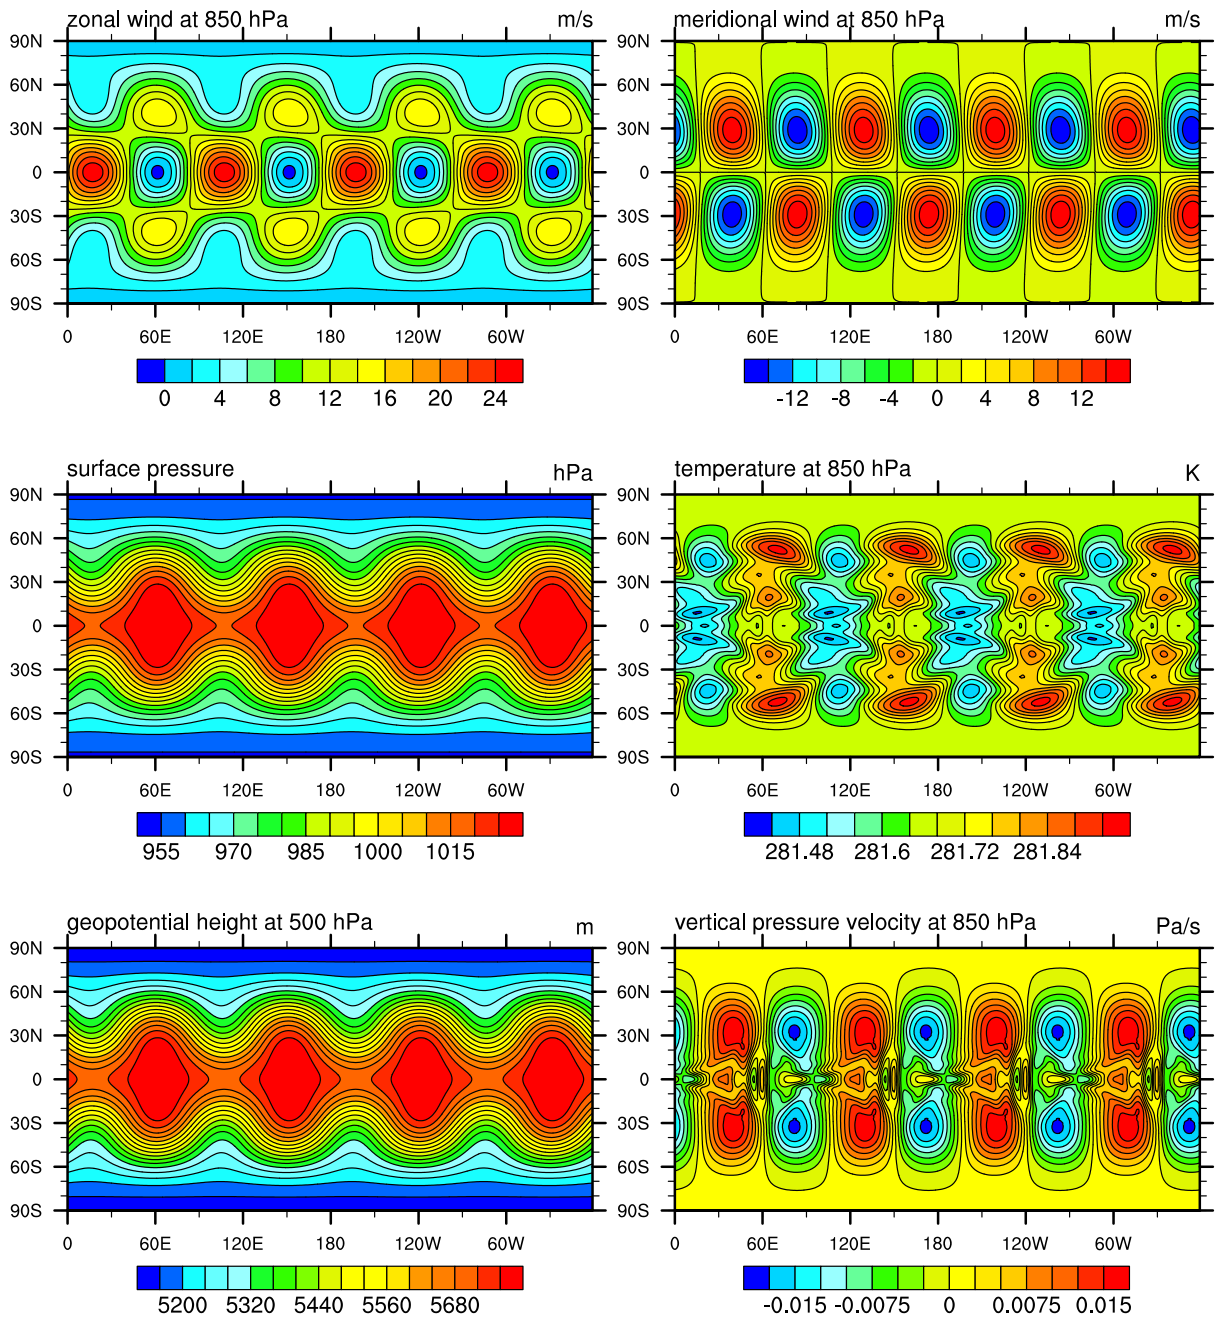 zonal wind at 850 hPa m/s
90N
60N
30N
0
30S
60S
90S
0 60E 120E 180 120W 60W
0 4 8 12 16 20 24
meridional wind at 850 hPa m/s
90N
60N
30N
0
30S
60S
90S
0 60E 120E 180 120W 60W
-12 -8 -4 0 4 8 12
surface pressure hPa
90N
60N
30N
0
30S
60S
90S
0 60E 120E 180 120W 60W
955 970 985 1000 1015
temperature at 850 hPa K
90N
60N
30N
0
30S
60S
90S
0 60E 120E 180 120W 60W
281.48 281.6 281.72 281.84
geopotential height at 500 hPa m
90N
60N
30N
0
30S
60S
90S
0 60E 120E 180 120W 60W
5200 5320 5440 5560 5680
vertical pressure velocity at 850 hPa Pa/s
90N
60N
30N
0
30S
60S
90S
0 60E 120E 180 120W 60W
-0.015 -0.0075 0 0.0075 0.015